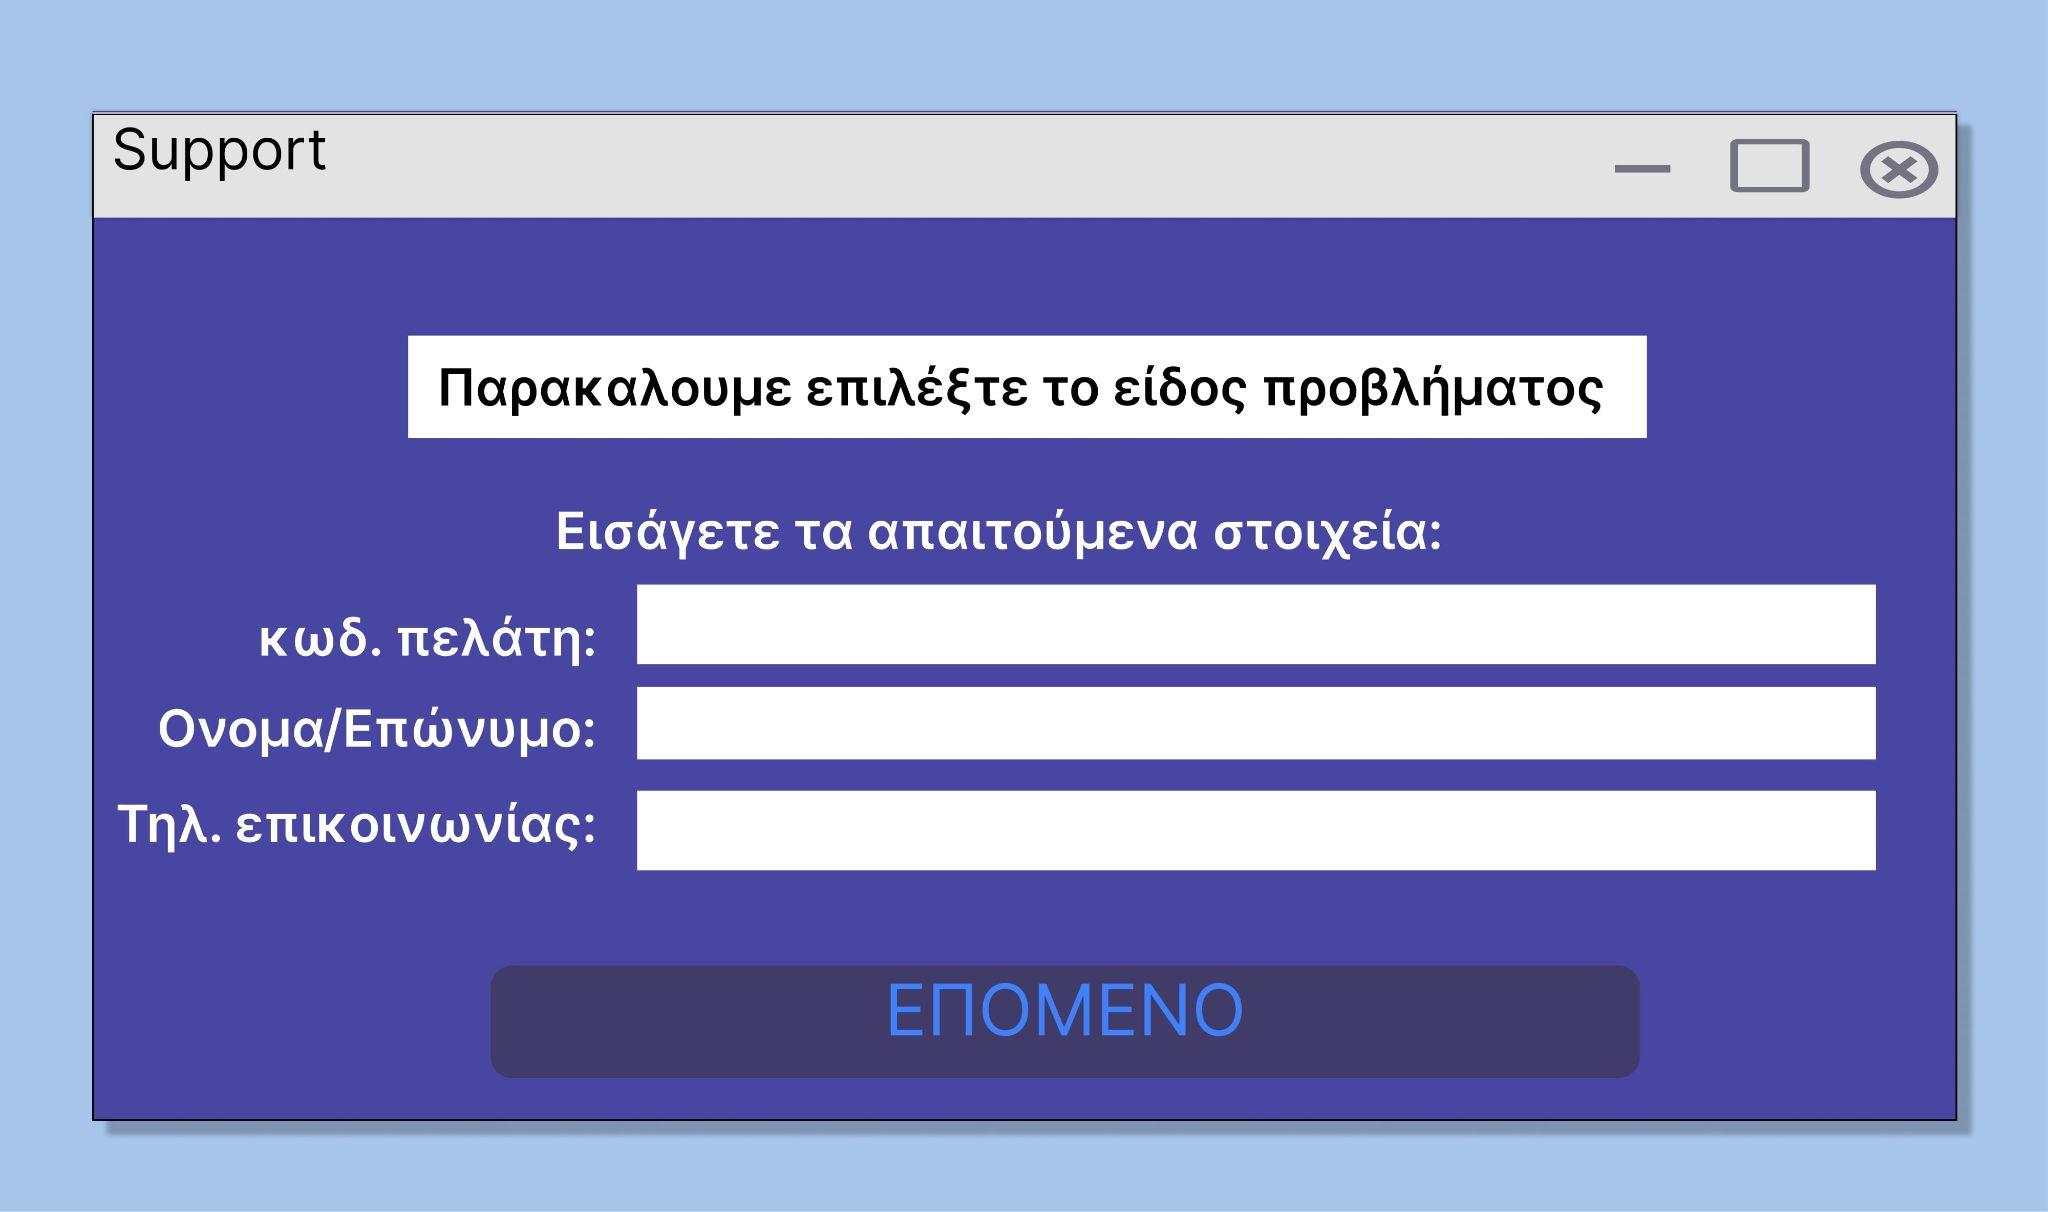 Support
Παρακαλουμε επιλέξτε το είδος προβλήματος
Εισάγετε τα απαιτούμενα στοιχεία:
κωδ. πελάτη:
Ονομα/Επώνυμο:
Τηλ. επικοινωνίας:
ΕΠΟΜΕΝΟ